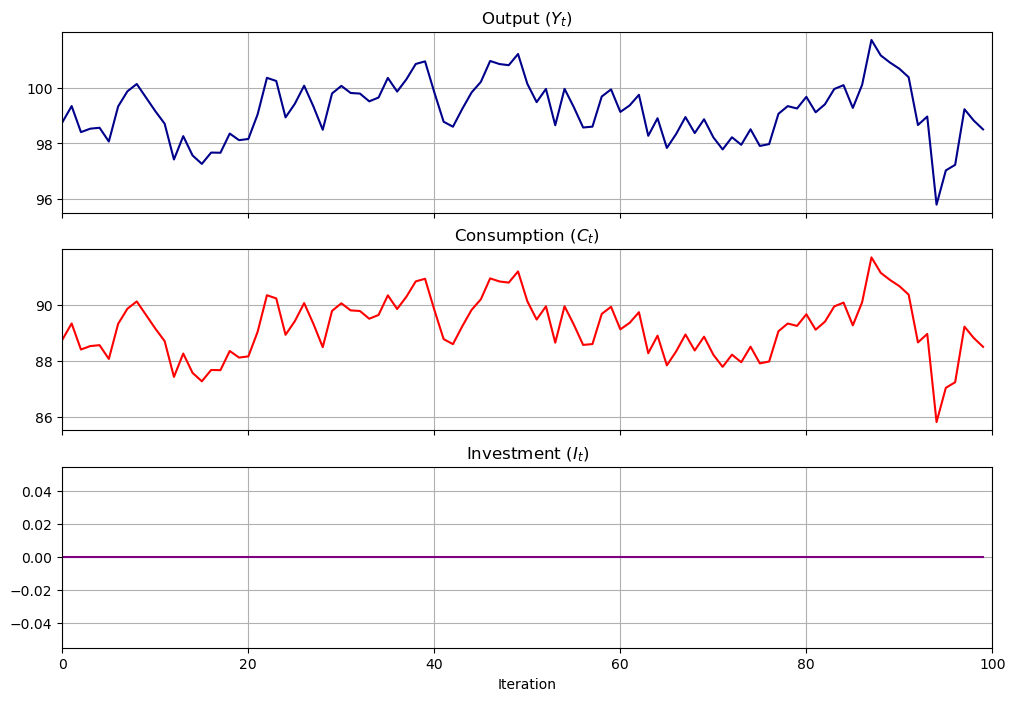 Output (Y_t)
100
98
96
Consumption (C_t)
90
88
86
Investment (I_t)
0.04
0.02
0.00
−0.02
−0.04
0 20 40 60 80 100
Iteration